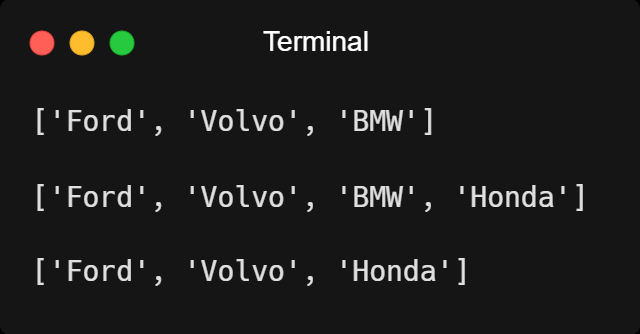 Terminal
['Ford', 'Volvo', 'BMW']
['Ford', 'Volvo', 'BMW', 'Honda']
['Ford', 'Volvo', 'Honda']